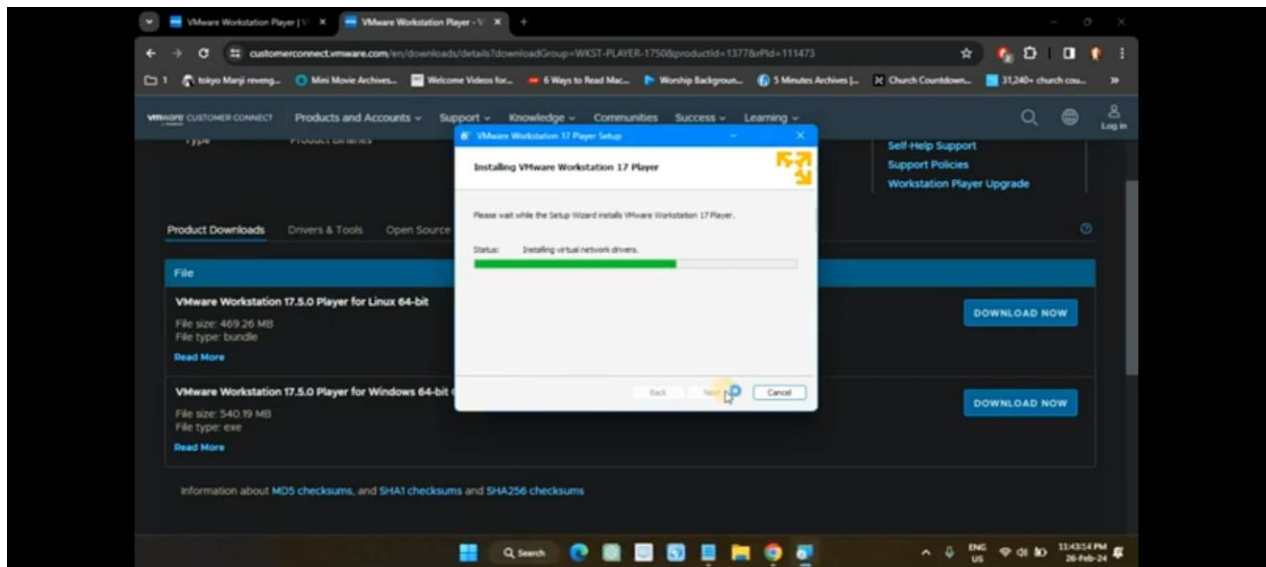 VMware Workstation Player | V
VMware Workstation Player - V
customerconnect.vmware.com/en/downloads/details?downloadGroup=WKST-PLAYER-1750&productId=1377&rPId=111473
1 tokyo Manji reveng... Mini Movie Archives... Welcome Videos for... 6 Ways to Read Mac... Worship Backgroun... 5 Minutes Archives |... Church Countdown... 31,240+ church cou... »
vmware CUSTOMER CONNECT Products and Accounts Support Knowledge Communities Success Learning Log in
Type Product Binaries
Self-Help Support
Support Policies
Workstation Player Upgrade
VMware Workstation 17 Player Setup
Installing VMware Workstation 17 Player
Please wait while the Setup Wizard installs VMware Workstation 17 Player.
Status: Installing virtual network drivers.
Back Next Cancel
Product Downloads Drivers & Tools Open Source
File
VMware Workstation 17.5.0 Player for Linux 64-bit
File size: 469.26 MB
File type: bundle
Read More
DOWNLOAD NOW
VMware Workstation 17.5.0 Player for Windows 64-bit
File size: 540.19 MB
File type: exe
Read More
DOWNLOAD NOW
Information about MD5 checksums, and SHA1 checksums and SHA256 checksums
Search
ENG
US
11:43:14 PM
26-Feb-24